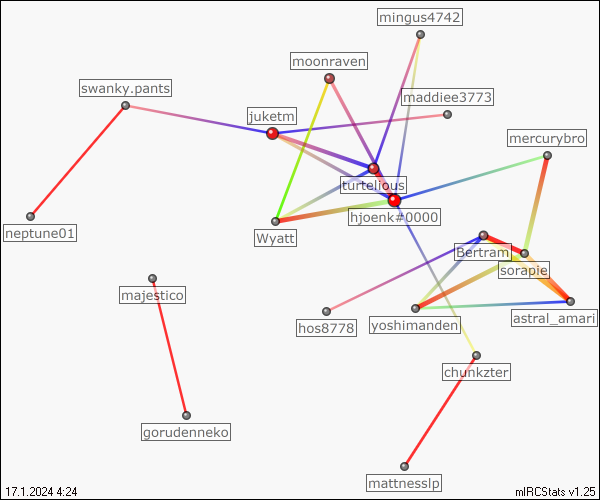 mingus4742
moonraven
swanky.pants
maddiee3773
juketm
mercurybro
turtelious
hjoenk#0000
neptune01
Wyatt
Bertram
sorapie
majestico
astral_amari
hos8778
yoshimanden
chunkzter
gorudenneko
mattnesslp
17.1.2024 4:24
mIRCStats v1.25